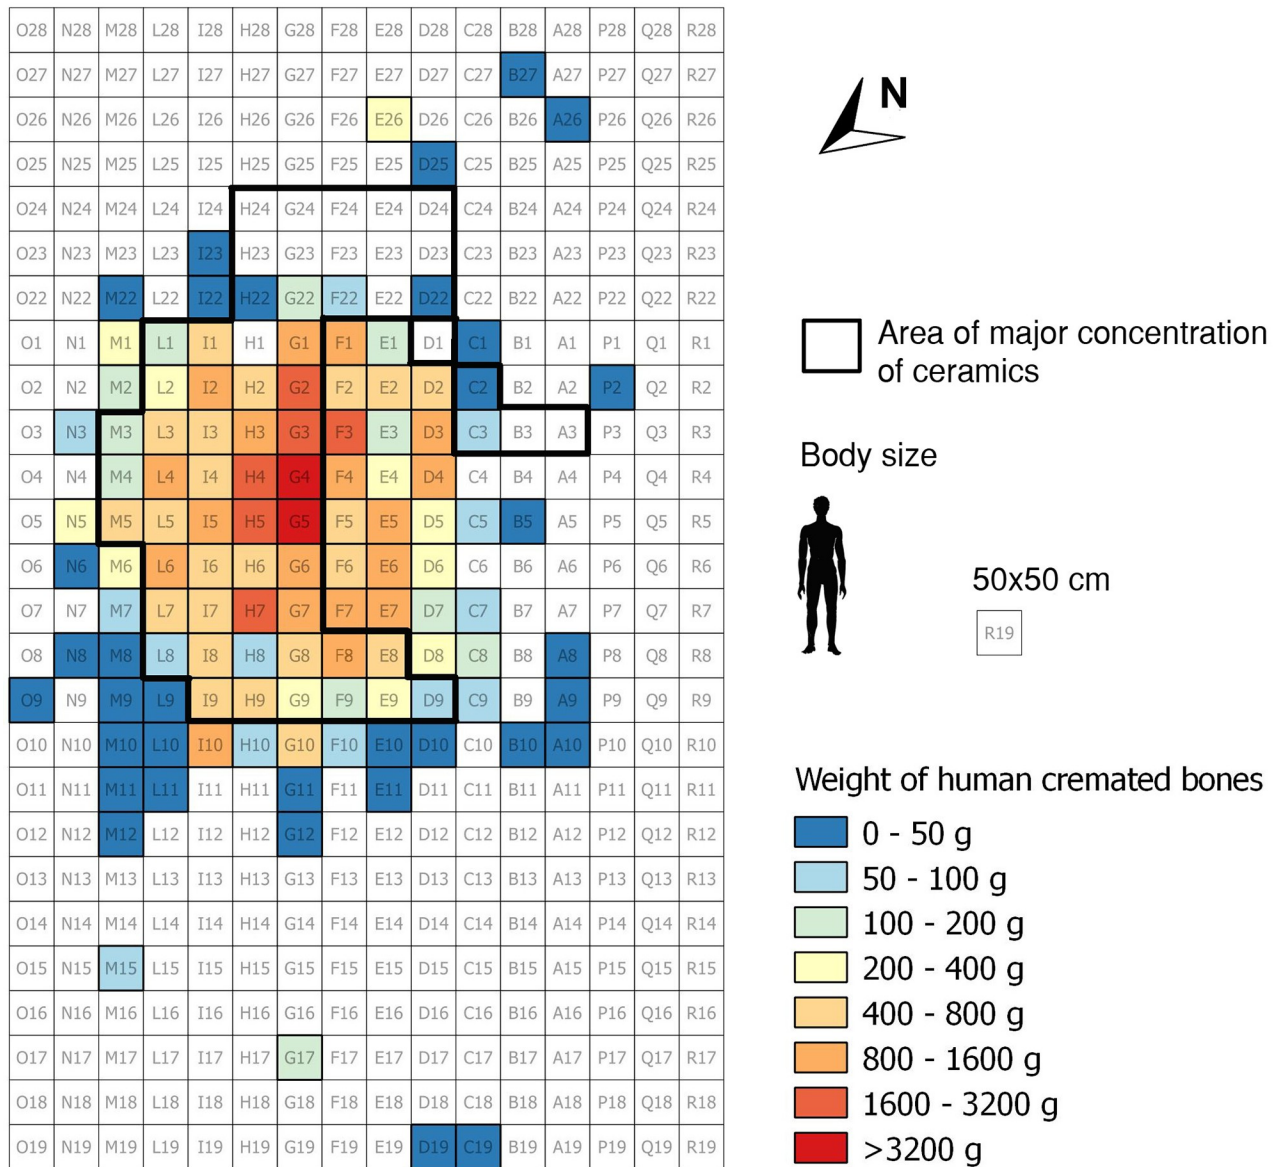 O28 N28 M28 L28 I28 H28 G28 F28 E28 D28 C28 B28 A28 P28 Q28 R28
O27 N27 M27 L27 I27 H27 G27 F27 E27 D27 C27 B27 A27 P27 Q27 R27
O26 N26 M26 L26 I26 H26 G26 F26 E26 D26 C26 B26 A26 P26 Q26 R26
O25 N25 M25 L25 I25 H25 G25 F25 E25 D25 C25 B25 A25 P25 Q25 R25
O24 N24 M24 L24 I24 H24 G24 F24 E24 D24 C24 B24 A24 P24 Q24 R24
O23 N23 M23 L23 I23 H23 G23 F23 E23 D23 C23 B23 A23 P23 Q23 R23
O22 N22 M22 L22 I22 H22 G22 F22 E22 D22 C22 B22 A22 P22 Q22 R22
O1 N1 M1 L1 I1 H1 G1 F1 E1 D1 C1 B1 A1 P1 Q1 R1
O2 N2 M2 L2 I2 H2 G2 F2 E2 D2 C2 B2 A2 P2 Q2 R2
O3 N3 M3 L3 I3 H3 G3 F3 E3 D3 C3 B3 A3 P3 Q3 R3
O4 N4 M4 L4 I4 H4 G4 F4 E4 D4 C4 B4 A4 P4 Q4 R4
O5 N5 M5 L5 I5 H5 G5 F5 E5 D5 C5 B5 A5 P5 Q5 R5
O6 N6 M6 L6 I6 H6 G6 F6 E6 D6 C6 B6 A6 P6 Q6 R6
O7 N7 M7 L7 I7 H7 G7 F7 E7 D7 C7 B7 A7 P7 Q7 R7
O8 N8 M8 L8 I8 H8 G8 F8 E8 D8 C8 B8 A8 P8 Q8 R8
O9 N9 M9 L9 I9 H9 G9 F9 E9 D9 C9 B9 A9 P9 Q9 R9
O10 N10 M10 L10 I10 H10 G10 F10 E10 D10 C10 B10 A10 P10 Q10 R10
O11 N11 M11 L11 I11 H11 G11 F11 E11 D11 C11 B11 A11 P11 Q11 R11
O12 N12 M12 L12 I12 H12 G12 F12 E12 D12 C12 B12 A12 P12 Q12 R12
O13 N13 M13 L13 I13 H13 G13 F13 E13 D13 C13 B13 A13 P13 Q13 R13
O14 N14 M14 L14 I14 H14 G14 F14 E14 D14 C14 B14 A14 P14 Q14 R14
O15 N15 M15 L15 I15 H15 G15 F15 E15 D15 C15 B15 A15 P15 Q15 R15
O16 N16 M16 L16 I16 H16 G16 F16 E16 D16 C16 B16 A16 P16 Q16 R16
O17 N17 M17 L17 I17 H17 G17 F17 E17 D17 C17 B17 A17 P17 Q17 R17
O18 N18 M18 L18 I18 H18 G18 F18 E18 D18 C18 B18 A18 P18 Q18 R18
O19 N19 M19 L19 I19 H19 G19 F19 E19 D19 C19 B19 A19 P19 Q19 R19
N
Area of major concentration
of ceramics
Body size
50x50 cm
R19
Weight of human cremated bones
0 - 50 g
50 - 100 g
100 - 200 g
200 - 400 g
400 - 800 g
800 - 1600 g
1600 - 3200 g
>3200 g